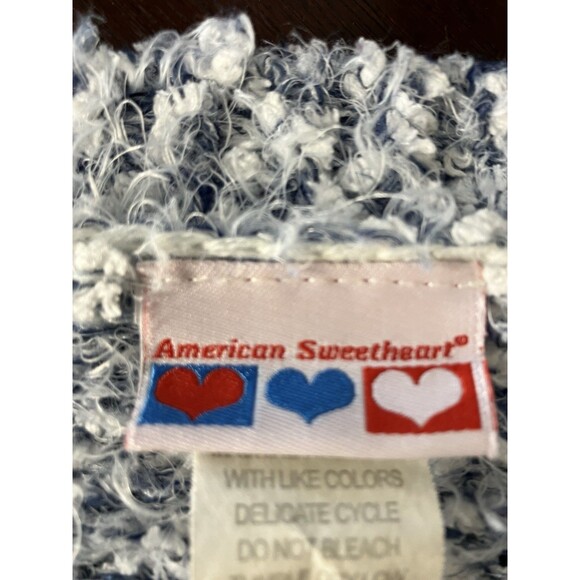 American Sweetheart®
WITH LIKE COLORS
DELICATE CYCLE
DO NOT BLEACH